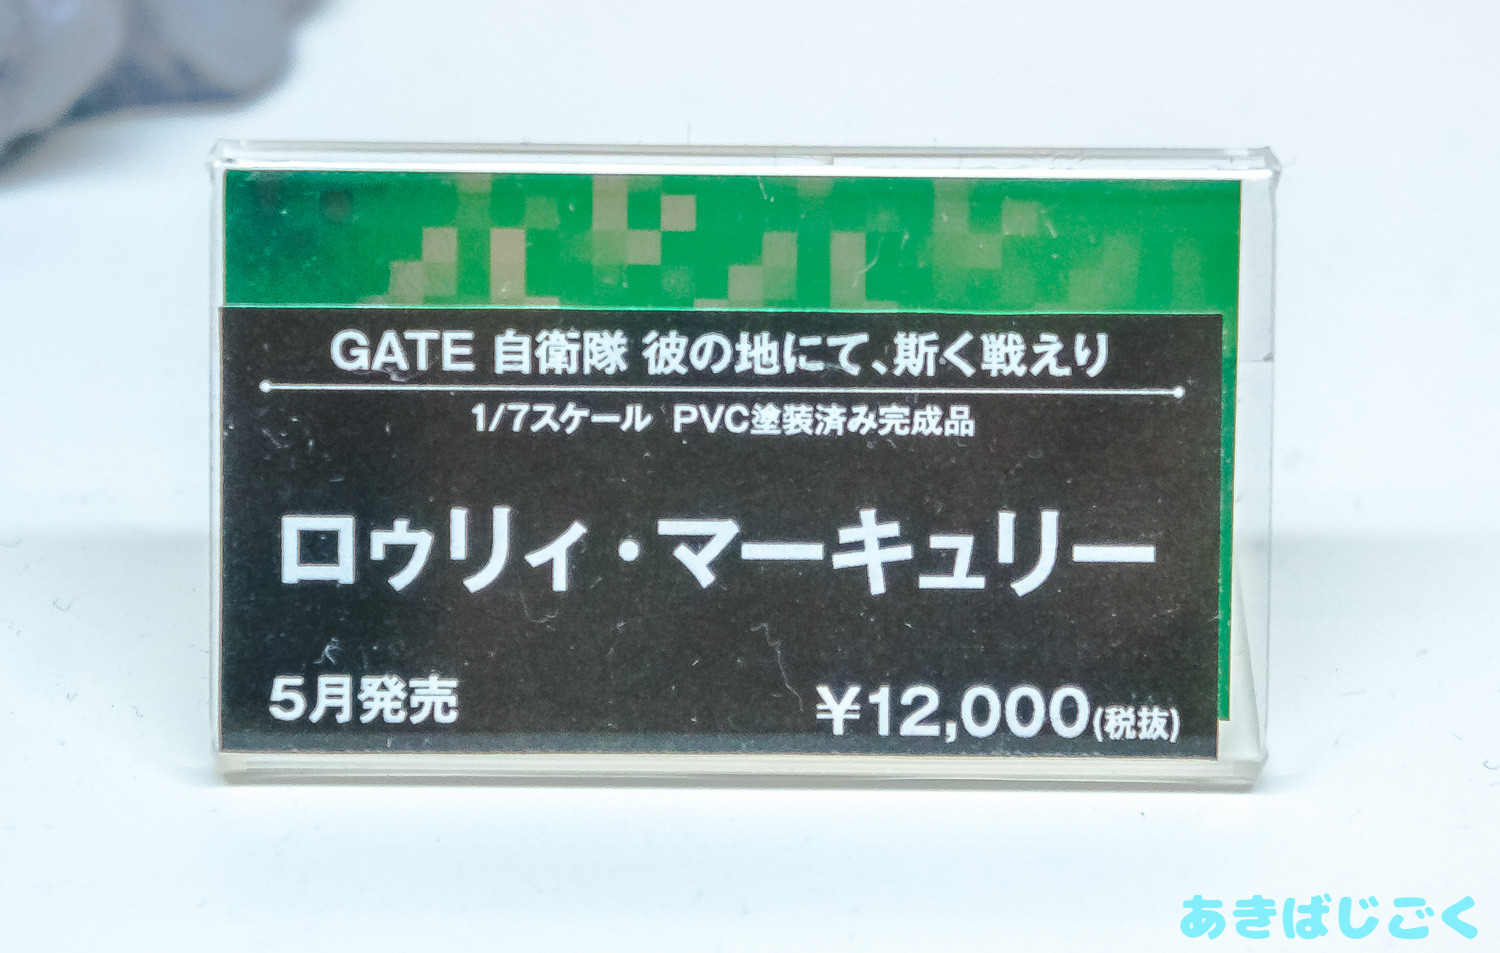 GATE 自衛隊 彼の地にて、斯く戦えり
1/7スケール PVC塗装済み完成品
ロゥリィ・マーキュリー
5月発売 ¥12,000(税抜)
あきばじごく